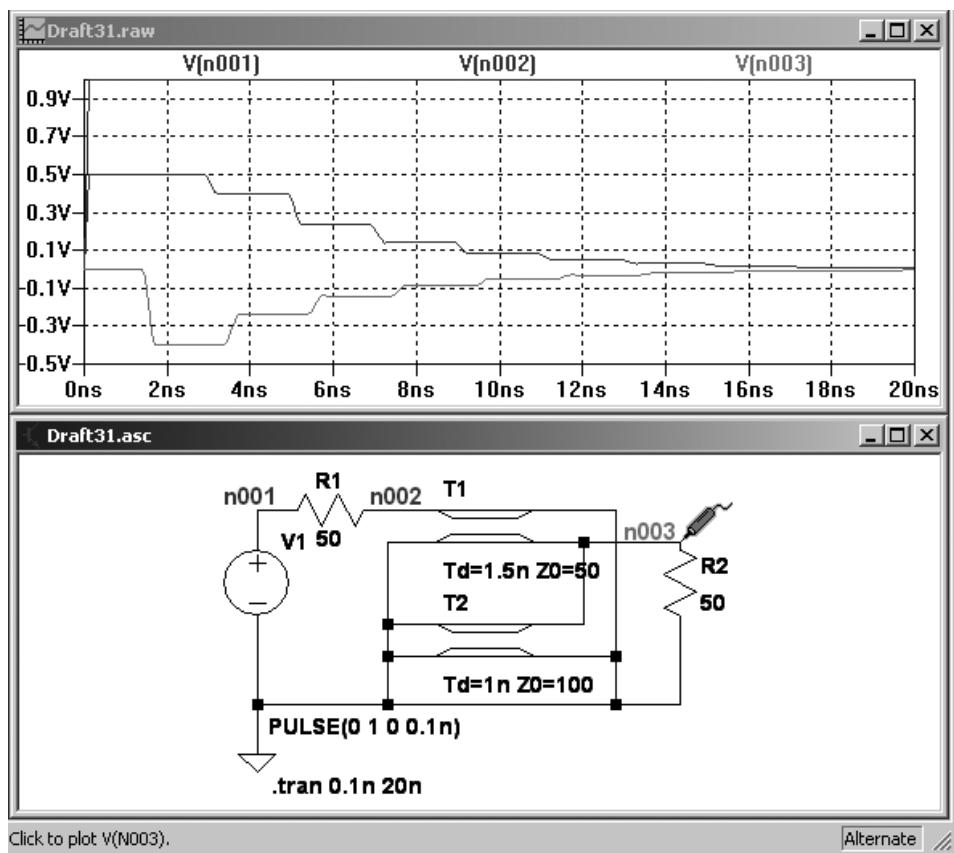 Draft31.raw
V(n001) V(n002) V(n003)
0.9V
0.7V
0.5V
0.3V
0.1V
-0.1V
-0.3V
-0.5V
0ns 2ns 4ns 6ns 8ns 10ns 12ns 14ns 16ns 18ns 20ns
Draft31.asc
R1
n001 n002 T1
n003
V1 50
Td=1.5n Z0=50 R2
T2 50
Td=1n Z0=100
PULSE(0 1 0 0.1n)
.tran 0.1n 20n
Click to plot V(N003). Alternate